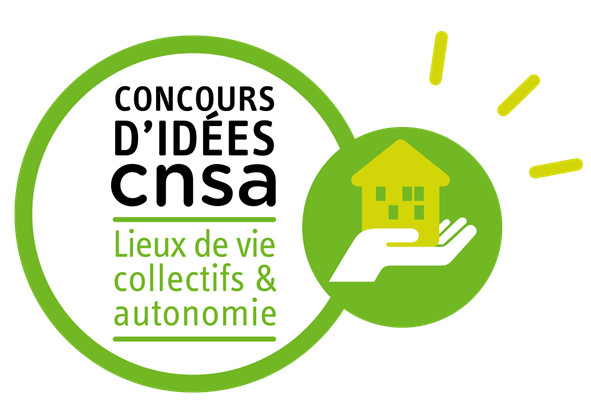 CONCOURS
D'IDÉES
cnsa
Lieux de vie
collectifs &
autonomie